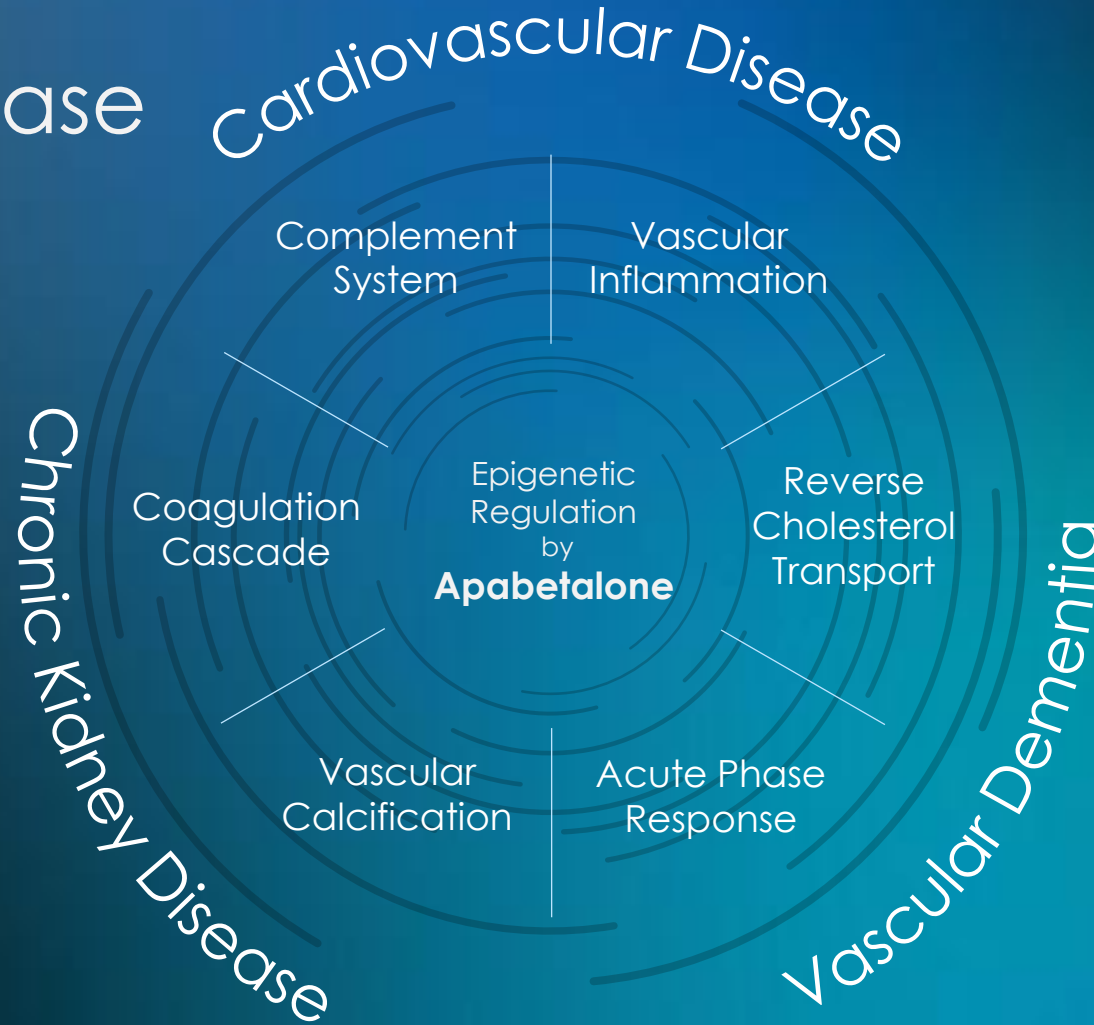 ase
Cardiovascular Disease
Complement
System
Vascular
Inflammation
Reverse
Cholesterol
Transport
Acute Phase
Response
Vascular
Calcification
Coagulation
Cascade
Epigenetic
Regulation
by
Apabetalone
Chronic Kidney Disease
Vascular Dementia